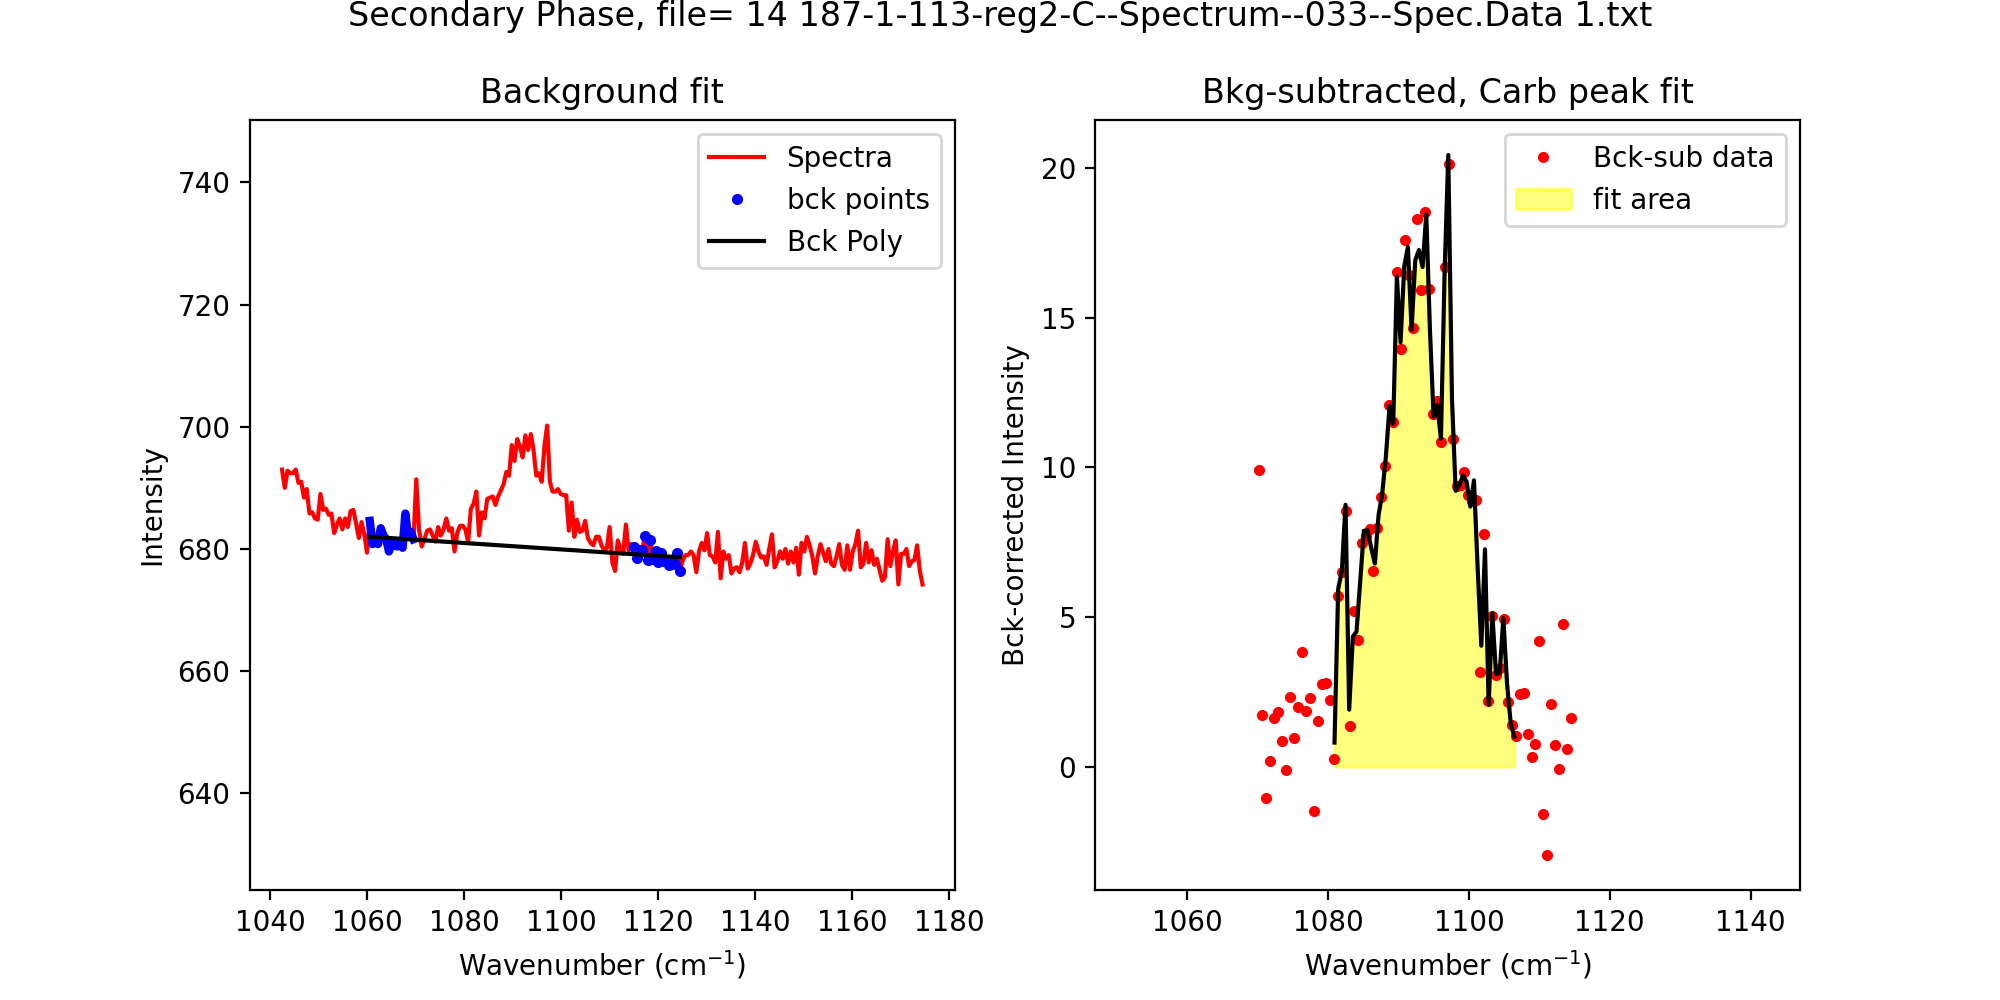 Secondary Phase, file= 14 187-1-113-reg2-C--Spectrum--033--Spec.Data 1.txt
Background fit
Spectra
bck points
Bck Poly
740
720
700
680
660
640
Intensity
1040 1060 1080 1100 1120 1140 1160 1180
Wavenumber (cm⁻¹)
Bkg-subtracted, Carb peak fit
Bck-sub data
fit area
20
15
10
5
0
Bck-corrected Intensity
1060 1080 1100 1120 1140
Wavenumber (cm⁻¹)